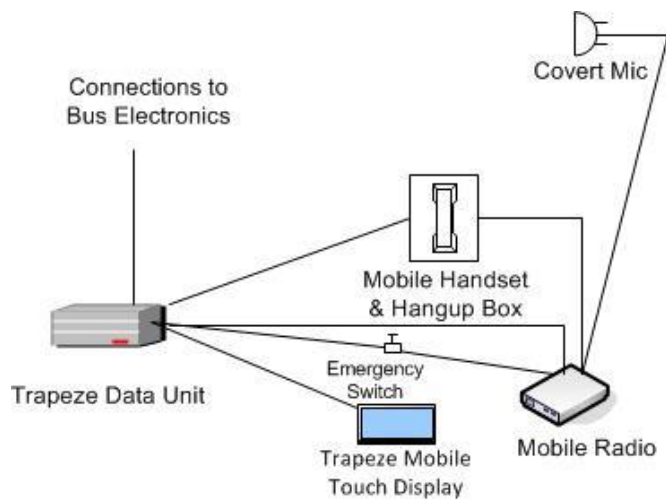 Covert Mic
Connections to
Bus Electronics
Mobile Handset
& Hangup Box
Emergency
Switch
Trapeze Data Unit
Mobile Radio
Trapeze Mobile
Touch Display